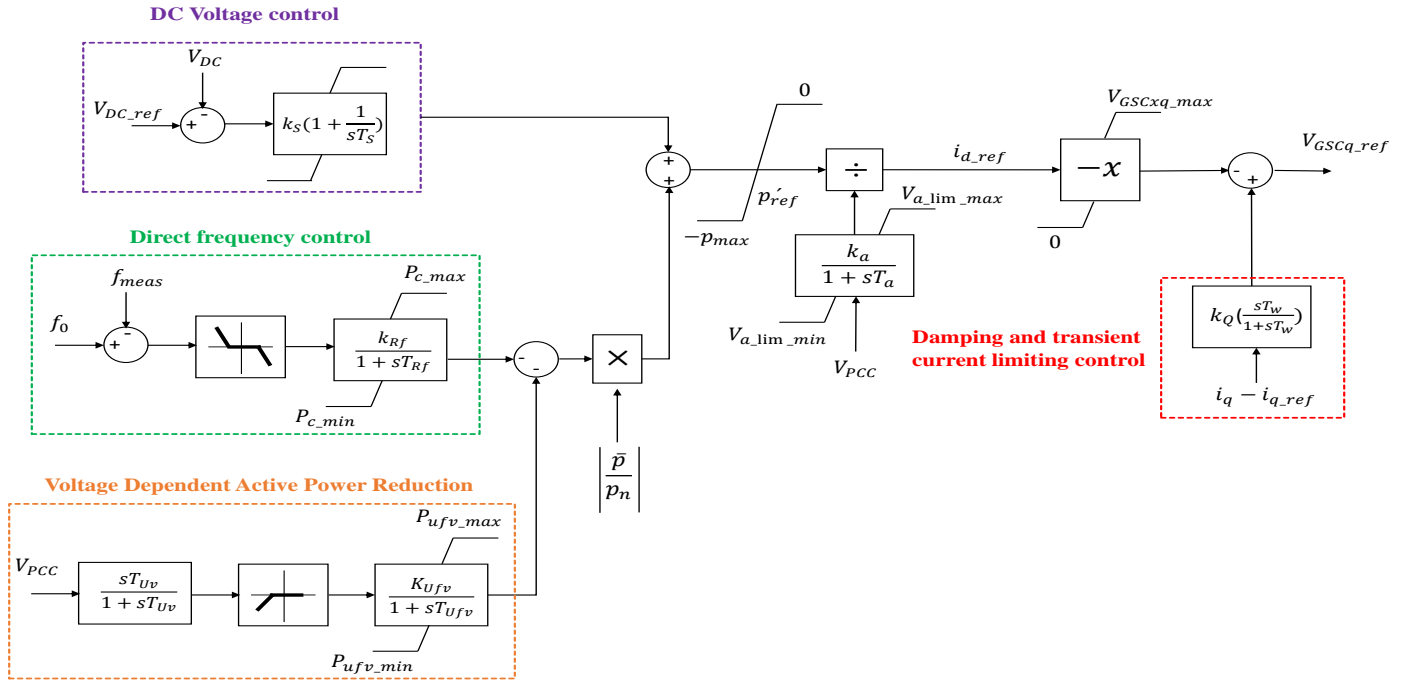 DC Voltage control
V_DC
V_DC_ref
+
-
k_S(1 + 1/(sT_S))
+
+
0
p′_ref
−p_max
÷
i_d_ref
V_a_lim_max
k_a/(1 + sT_a)
V_a_lim_min
V_PCC
V_GSCxq_max
−x
0
-
+
V_GSCq_ref
Direct frequency control
f_meas
f_0
+
-
P_c_max
k_Rf/(1 + sT_Rf)
P_c_min
-
-
×
|p̄/p_n|
Damping and transient
current limiting control
k_Q(sT_w/(1+sT_w))
i_q − i_q_ref
Voltage Dependent Active Power Reduction
V_PCC
sT_Uv/(1 + sT_Uv)
P_ufv_max
K_Ufv/(1 + sT_Ufv)
P_ufv_min